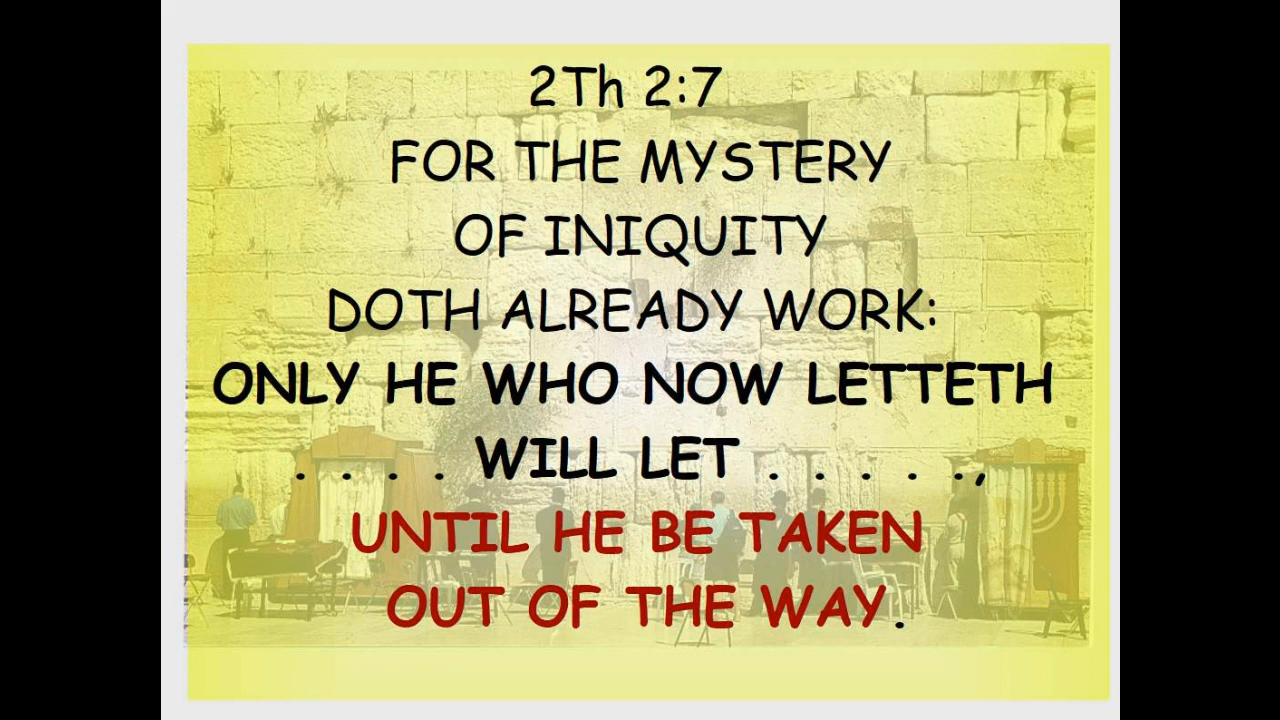 2Th 2:7
FOR THE MYSTERY
OF INIQUITY
DOTH ALREADY WORK:
ONLY HE WHO NOW LETTETH
. . . . WILL LET . . . . .,
UNTIL HE BE TAKEN
OUT OF THE WAY.